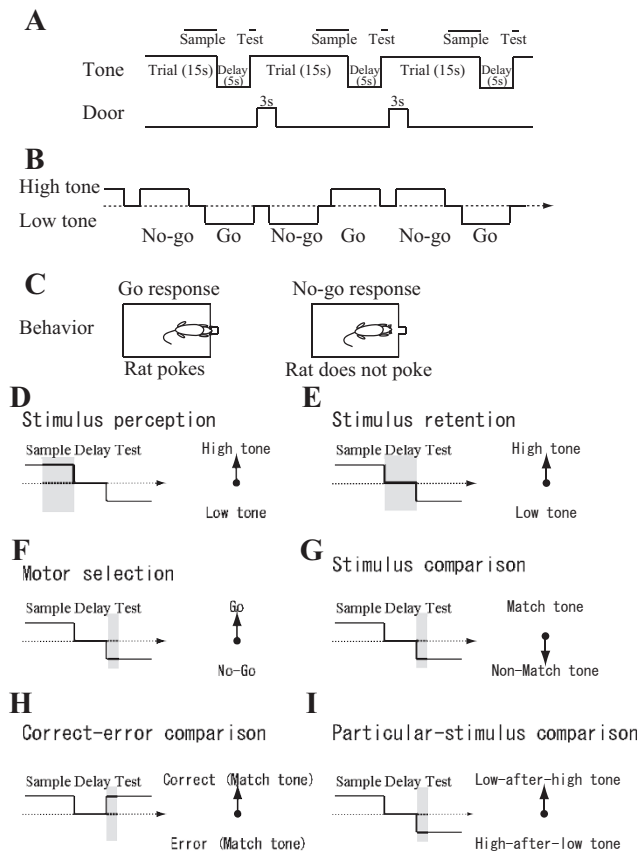 A
Sample Test Sample Test Sample Test
Tone Trial (15s) Delay (5s) Trial (15s) Delay (5s) Trial (15s) Delay (5s)
Door 3s 3s
B
High tone
Low tone
No-go Go No-go Go No-go Go
C
Go response No-go response
Behavior
Rat pokes Rat does not poke
D
Stimulus perception
Sample Delay Test High tone
Low tone
E
Stimulus retention
Sample Delay Test High tone
Low tone
F
Motor selection
Sample Delay Test Go
No-Go
G
Stimulus comparison
Sample Delay Test Match tone
Non-Match tone
H
Correct-error comparison
Sample Delay Test Correct (Match tone)
Error (Match tone)
I
Particular-stimulus comparison
Sample Delay Test Low-after-high tone
High-after-low tone